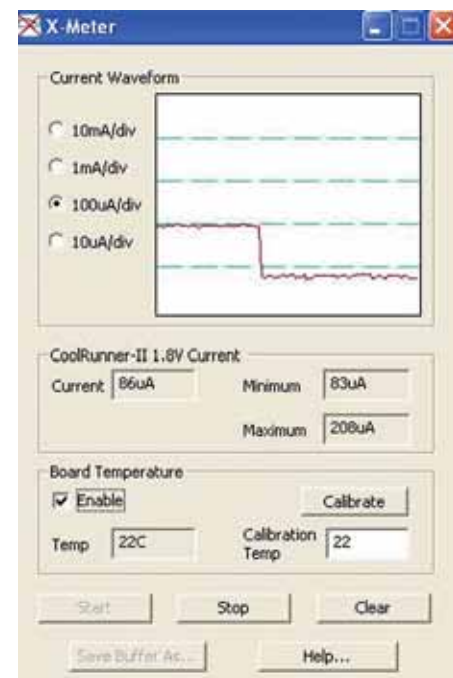 X-Meter
Current Waveform
10mA/div
1mA/div
100uA/div
10uA/div
CoolRunner-II 1.8V Current
Current 86uA Minimum 83uA
Maximum 208uA
Board Temperature
Enable Calibrate
Temp 22C Calibration Temp 22
Start Stop Clear
Save Buffer As... Help...